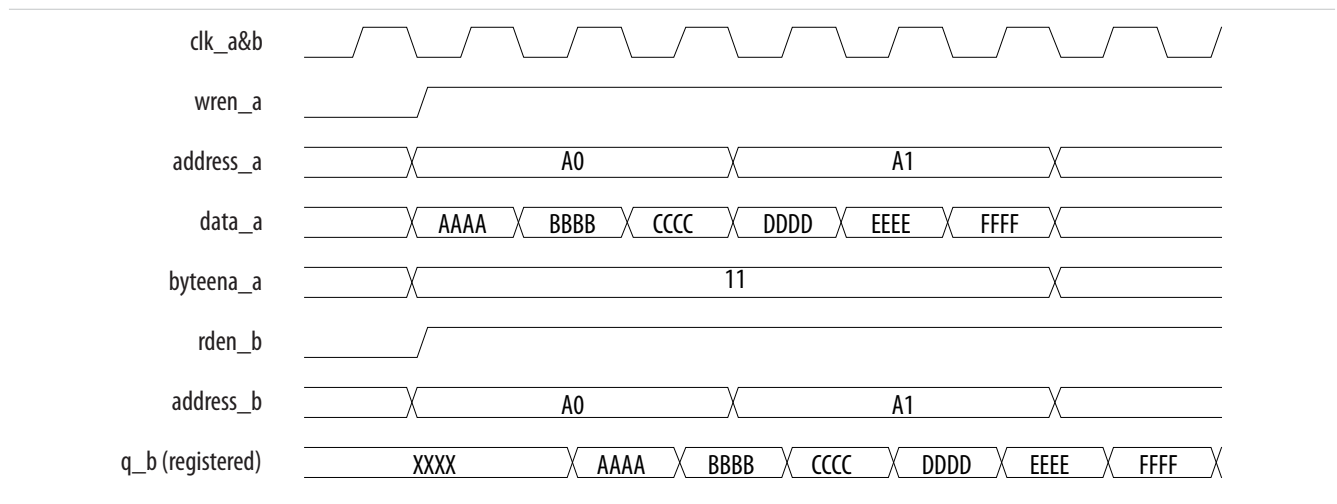 clk_a&b
wren_a
address_a A0 A1
data_a AAAA BBBB CCCC DDDD EEEE FFFF
byteena_a 11
rden_b
address_b A0 A1
q_b (registered) XXXX AAAA BBBB CCCC DDDD EEEE FFFF